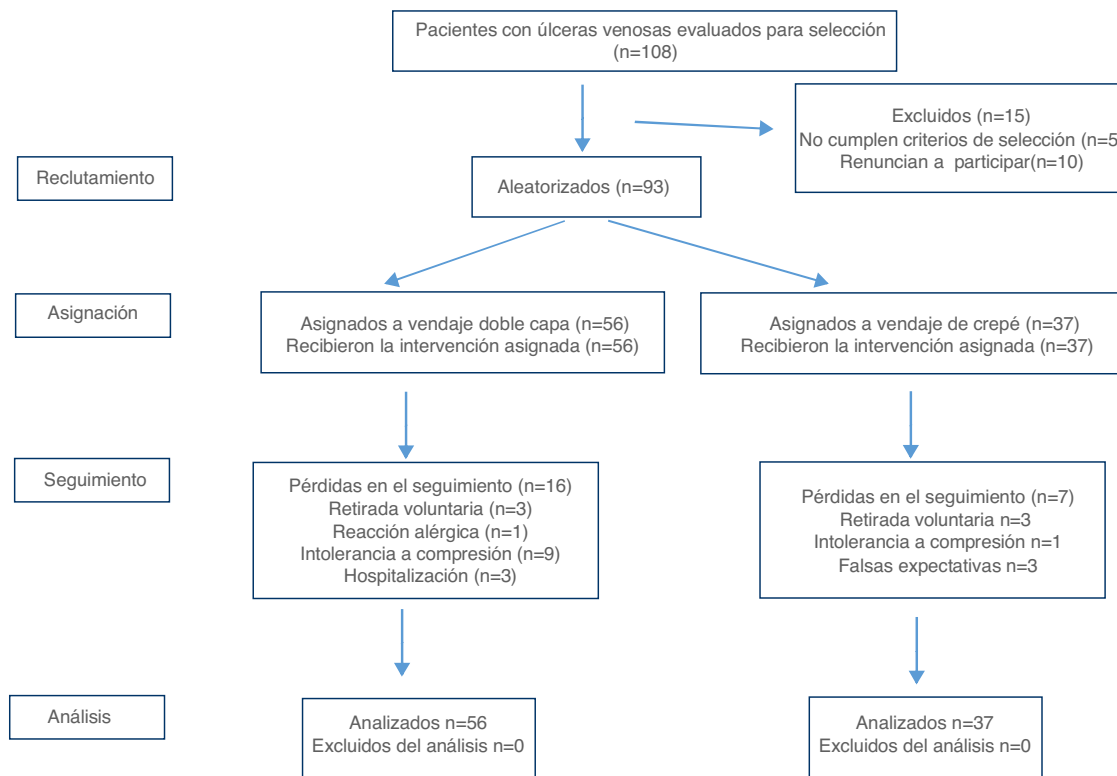 Pacientes con úlceras venosas evaluados para selección
(n=108)
Excluidos (n=15)
No cumplen criterios de selección (n=5
Renuncian a participar(n=10)
Reclutamiento
Aleatorizados (n=93)
Asignación
Asignados a vendaje doble capa (n=56)
Recibieron la intervención asignada (n=56)
Asignados a vendaje de crepé (n=37)
Recibieron la intervención asignada (n=37)
Seguimiento
Pérdidas en el seguimiento (n=16)
Retirada voluntaria (n=3)
Reacción alérgica (n=1)
Intolerancia a compresión (n=9)
Hospitalización (n=3)
Pérdidas en el seguimiento (n=7)
Retirada voluntaria n=3
Intolerancia a compresión n=1
Falsas expectativas n=3
Análisis
Analizados n=56
Excluidos del análisis n=0
Analizados n=37
Excluidos del análisis n=0